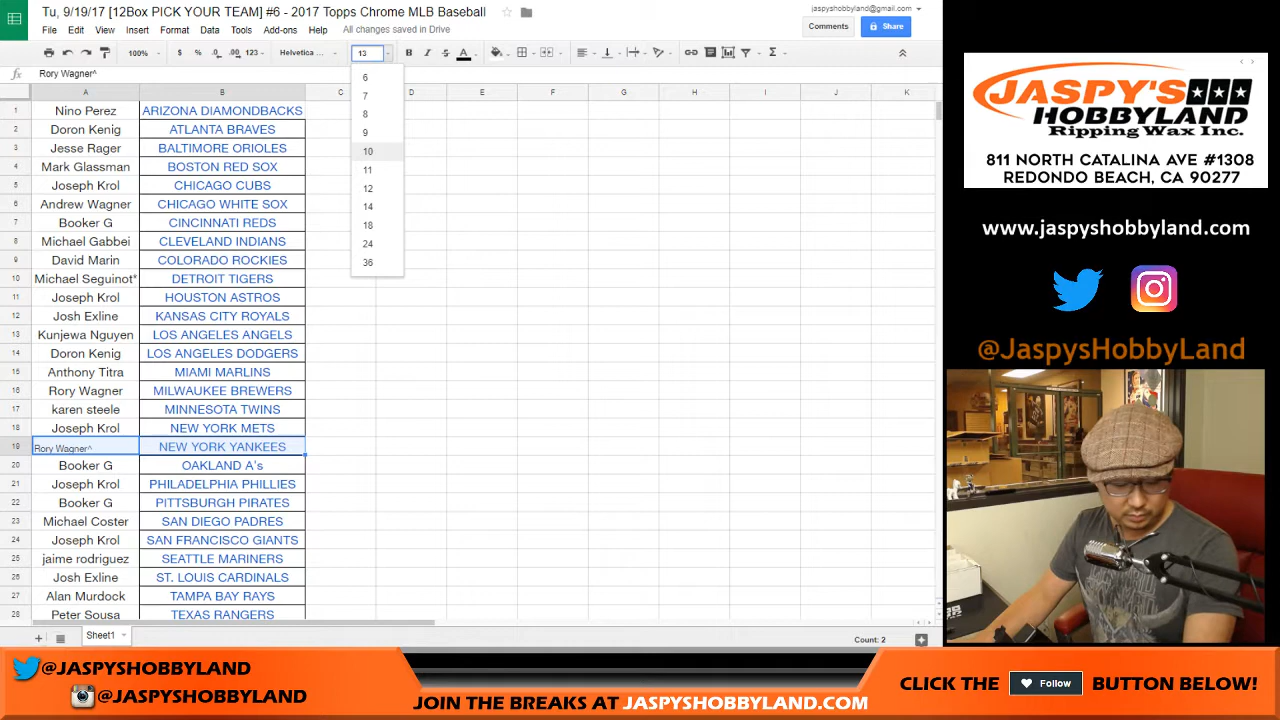 Tu, 9/19/17 [12Box PICK YOUR TEAM] #6 - 2017 Topps Chrome MLB Baseball
jaspyshobbyland@gmail.com
File Edit View Insert Format Data Tools Add-ons Help All changes saved in Drive
Comments
Share
100% $ % .0 .00 123 Helvetica ... 13
fx Rory Wagner^
A B C D E F G H I J K
1 Nino Perez ARIZONA DIAMONDBACKS
2 Doron Kenig ATLANTA BRAVES
3 Jesse Rager BALTIMORE ORIOLES
4 Mark Glassman BOSTON RED SOX
5 Joseph Krol CHICAGO CUBS
6 Andrew Wagner CHICAGO WHITE SOX
7 Booker G CINCINNATI REDS
8 Michael Gabbei CLEVELAND INDIANS
9 David Marin COLORADO ROCKIES
10 Michael Seguinot* DETROIT TIGERS
11 Joseph Krol HOUSTON ASTROS
12 Josh Exline KANSAS CITY ROYALS
13 Kunjewa Nguyen LOS ANGELES ANGELS
14 Doron Kenig LOS ANGELES DODGERS
15 Anthony Titra MIAMI MARLINS
16 Rory Wagner MILWAUKEE BREWERS
17 karen steele MINNESOTA TWINS
18 Joseph Krol NEW YORK METS
19 Rory Wagner^ NEW YORK YANKEES
20 Booker G OAKLAND A's
21 Joseph Krol PHILADELPHIA PHILLIES
22 Booker G PITTSBURGH PIRATES
23 Michael Coster SAN DIEGO PADRES
24 Joseph Krol SAN FRANCISCO GIANTS
25 jaime rodriguez SEATTLE MARINERS
26 Josh Exline ST. LOUIS CARDINALS
27 Alan Murdock TAMPA BAY RAYS
28 Peter Sousa TEXAS RANGERS
6
7
8
9
10
11
12
14
18
24
36
Sheet1
Count: 2
JASPY'S
HOBBYLAND
Ripping Wax Inc.
811 NORTH CATALINA AVE #1308
REDONDO BEACH, CA 90277
www.jaspyshobbyland.com
@JaspysHobbyLand
@JASPYSHOBBYLAND
@JASPYSHOBBYLAND
JOIN THE BREAKS AT JASPYSHOBBYLAND.COM
CLICK THE Follow BUTTON BELOW!